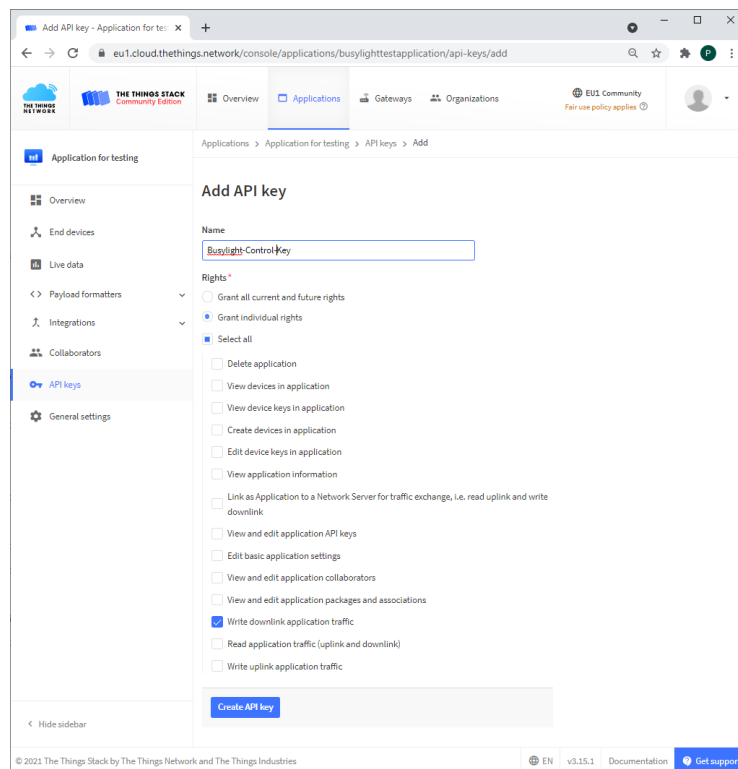 Add API key - Application for tes
eu1.cloud.thethings.network/console/applications/busylighttestapplication/api-keys/add
P
THE THINGS
NETWORK
THE THINGS STACK
Community Edition
Overview
Applications
Gateways
Organizations
EU1 Community
Fair use policy applies
Application for testing
Applications > Application for testing > API keys > Add
Overview
End devices
Live data
Payload formatters
Integrations
Collaborators
API keys
General settings
Add API key
Name
Busylight-Control-Key
Rights*
Grant all current and future rights
Grant individual rights
Select all
Delete application
View devices in application
View device keys in application
Create devices in application
Edit device keys in application
View application information
Link as Application to a Network Server for traffic exchange, i.e. read uplink and write
downlink
View and edit application API keys
Edit basic application settings
View and edit application collaborators
View and edit application packages and associations
Write downlink application traffic
Read application traffic (uplink and downlink)
Write uplink application traffic
Create API key
< Hide sidebar
© 2021 The Things Stack by The Things Network and The Things Industries
EN
v3.15.1
Documentation
Get suppor